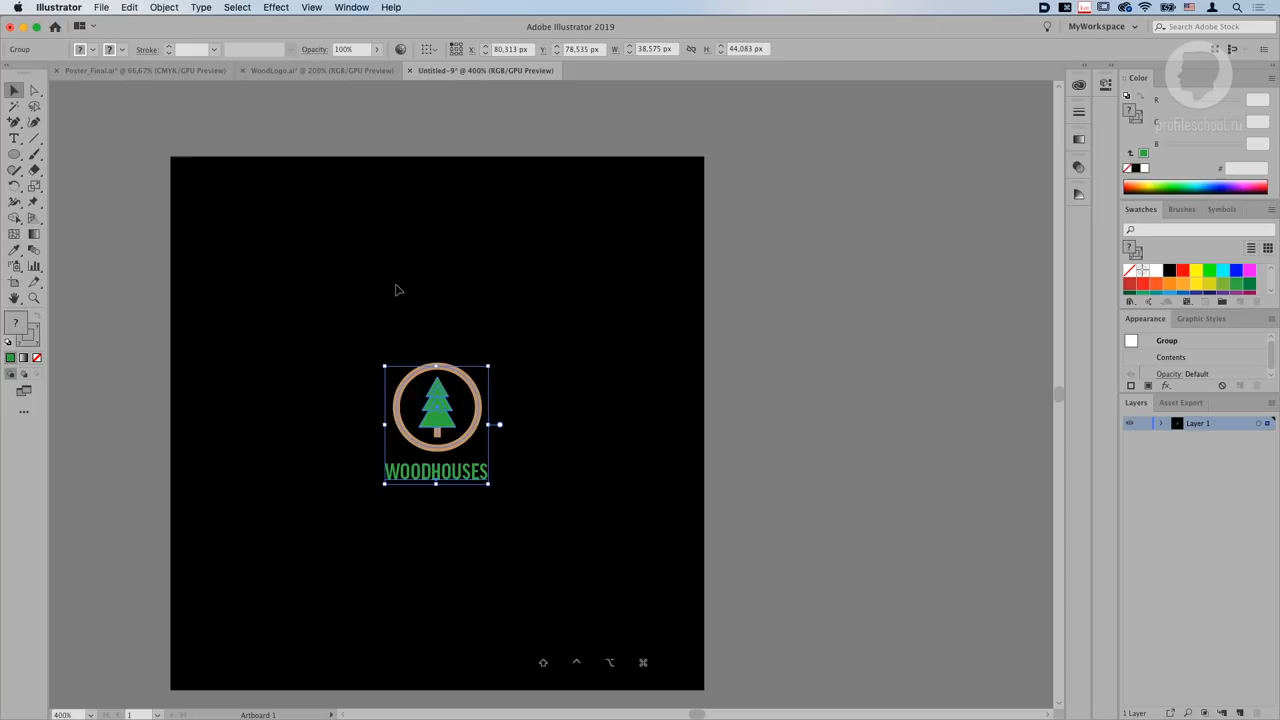 Illustrator File Edit Object Type Select Effect View Window Help
Adobe Illustrator 2019
MyWorkspace
Search Adobe Stock
Group
Stroke:
Opacity: 100%
X: 80,313 px Y: 78,535 px W: 38,575 px H: 44,083 px
Poster_Final.ai* @ 66,67% (CMYK/GPU Preview)
WoodLogo.ai* @ 200% (RGB/GPU Preview)
Untitled-9* @ 400% (RGB/GPU Preview)
Color
R
G
B
#
profileschool.ru
Swatches Brushes Symbols
Appearance Graphic Styles
Group
Contents
Opacity: Default
fx
Layers Asset Export
Layer 1
WOODHOUSES
400%
1
Artboard 1
1 Layer